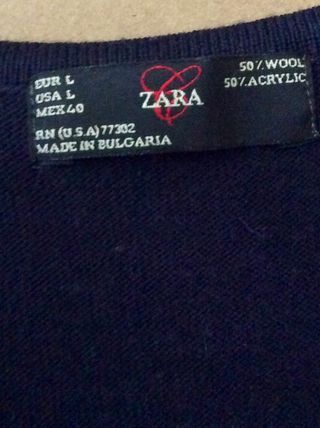 EUR L
USA L
MEX 40
RN (U.S.A) 77302
MADE IN BULGARIA
ZARA
50% WOOL
50% ACRYLIC